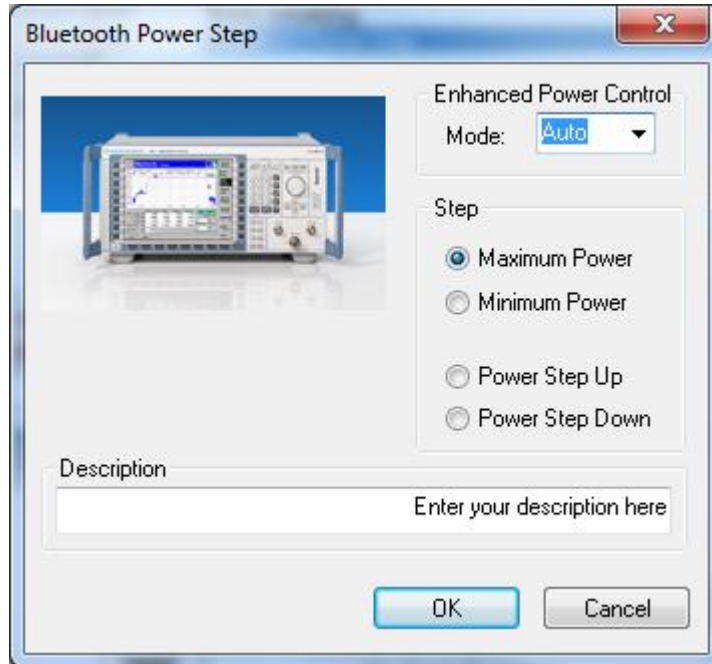 Bluetooth Power Step
Enhanced Power Control
Mode: Auto
Step
Maximum Power
Minimum Power
Power Step Up
Power Step Down
Description
Enter your description here
OK Cancel